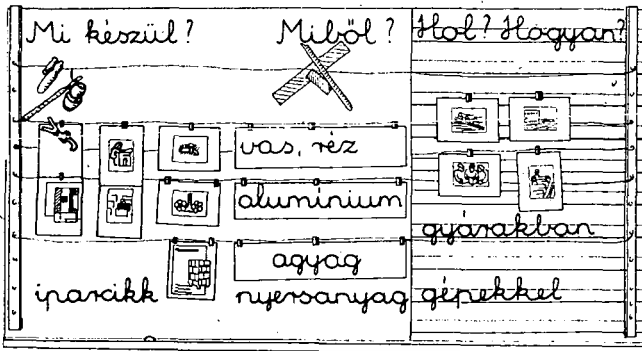 Mi készül? Miből? Hol? Hogyan?
vas, réz
alumínium
agyag
gyárakban
iparcikk nyersanyag gépekkel